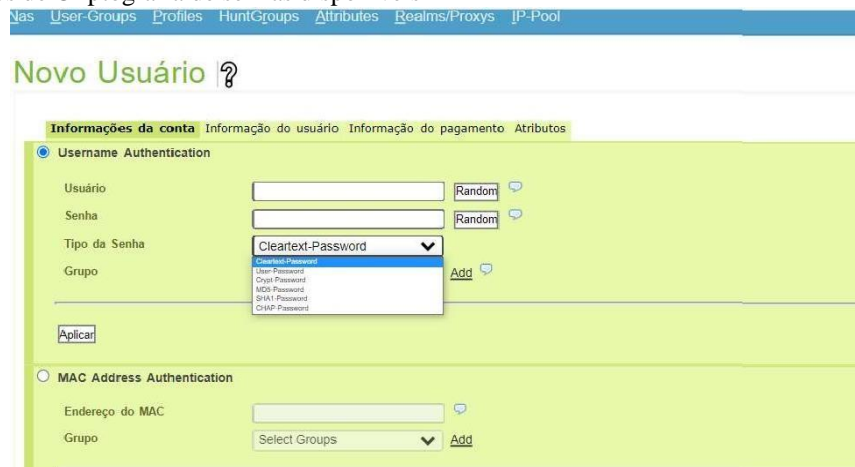 Nas User-Groups Profiles HuntGroups Attributes Realms/Proxys IP-Pool
Novo Usuário ?
Informações da conta Informação do usuário Informação do pagamento Atributos
Username Authentication
Usuário Random
Senha Random
Tipo da Senha Cleartext-Password
Cleartext-Password
User-Password
Crypt-Password
MD5-Password
SHA1-Password
CHAP-Password
Grupo Add
Aplicar
MAC Address Authentication
Endereço do MAC
Grupo Select Groups Add